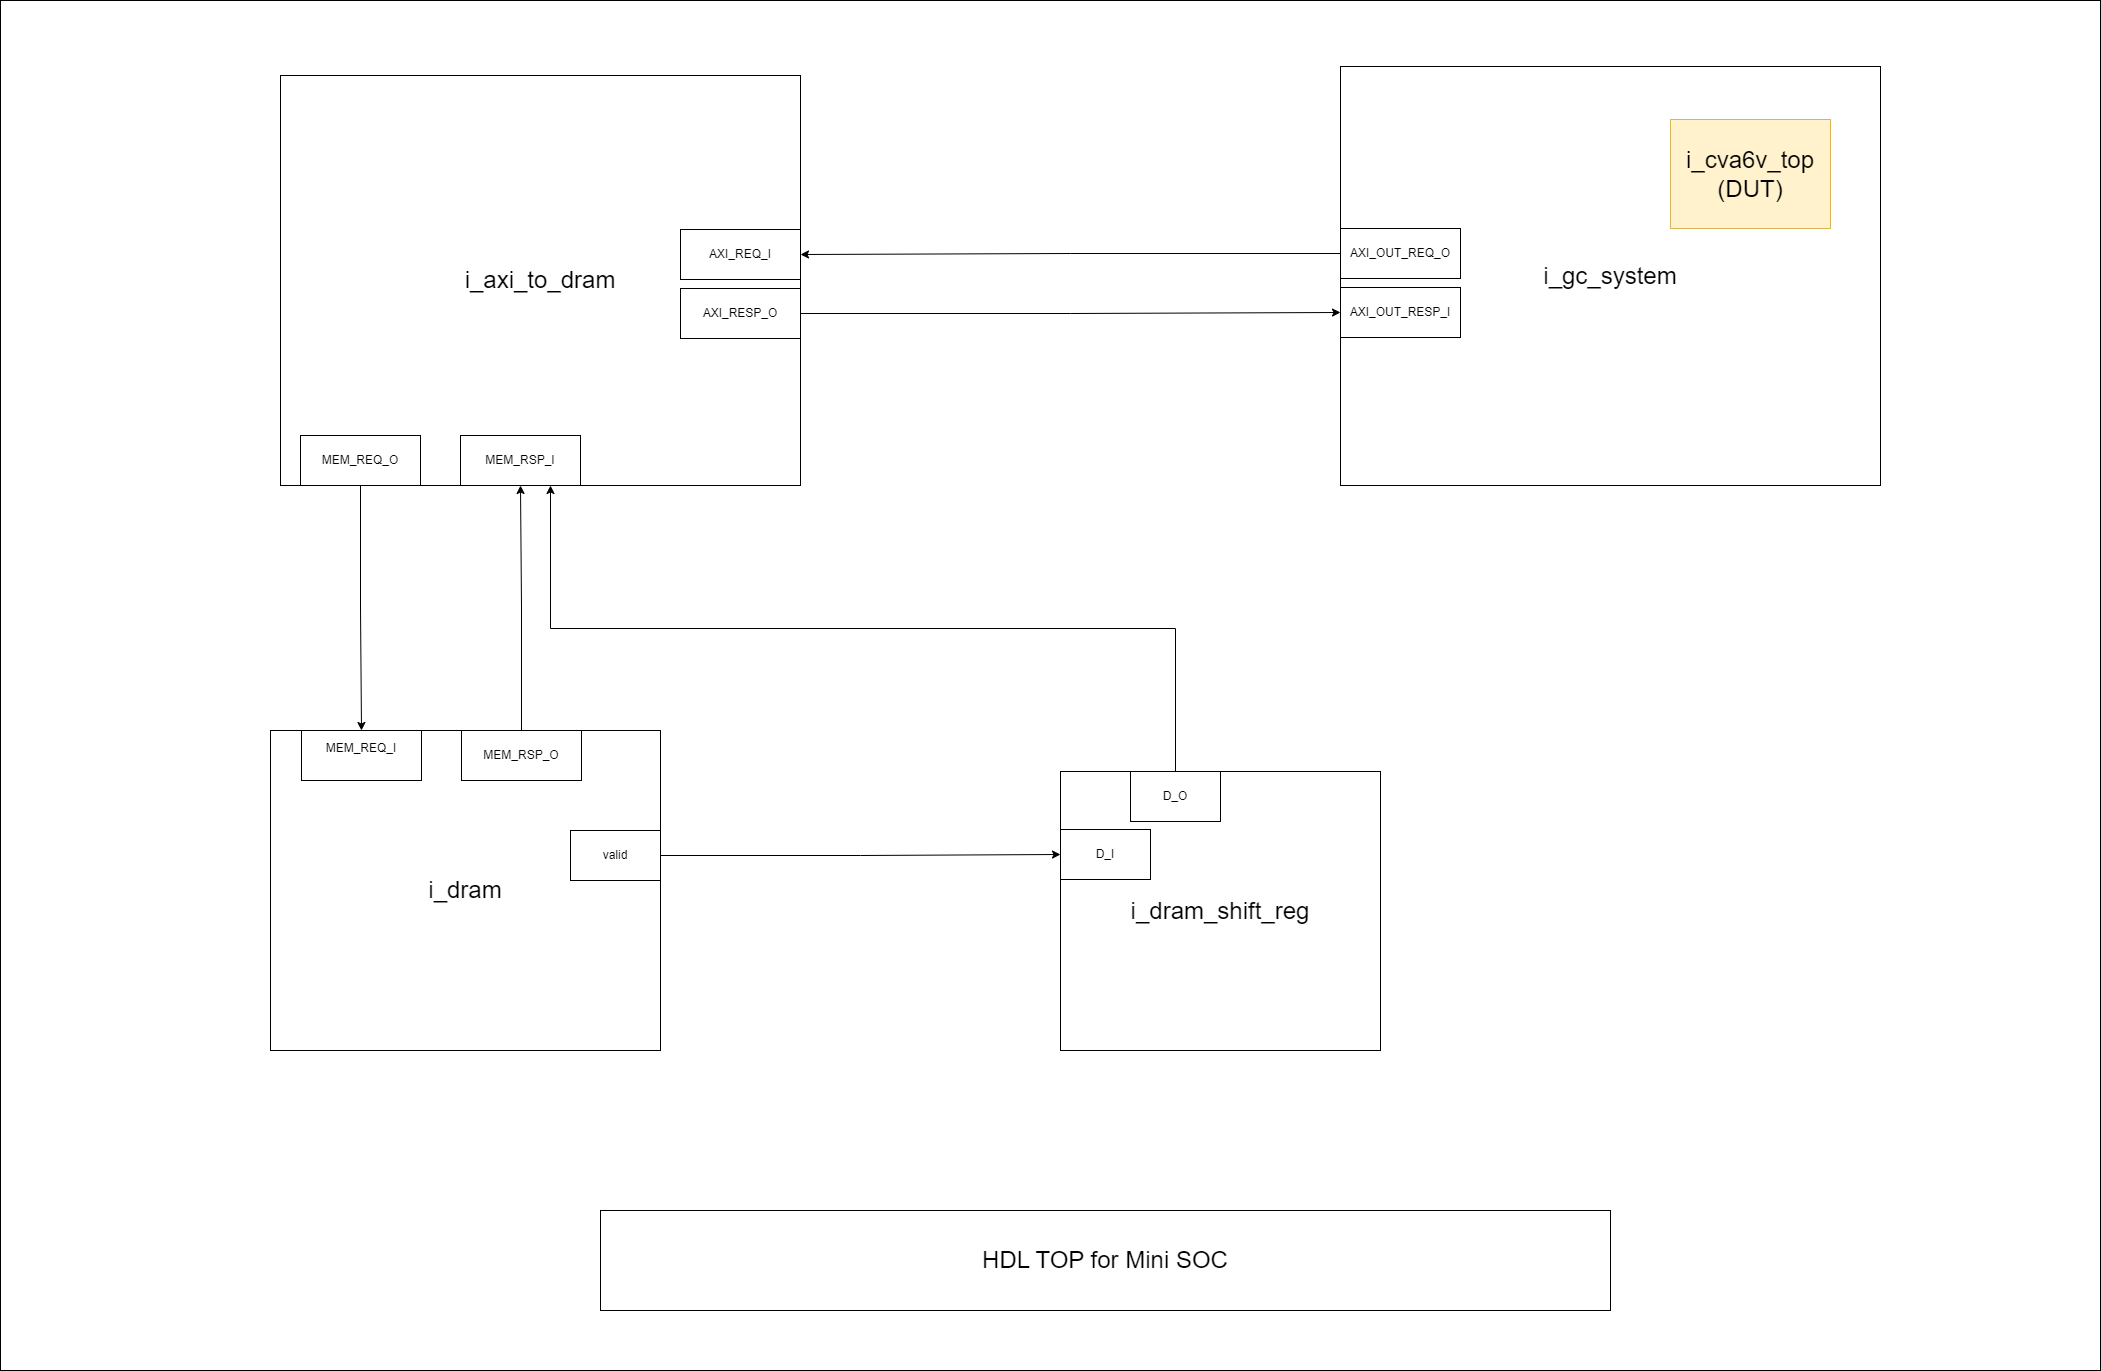 i_cva6v_top
(DUT)
AXI_REQ_I
AXI_OUT_REQ_O
i_axi_to_dram
i_gc_system
AXI_RESP_O
AXI_OUT_RESP_I
MEM_REQ_O
MEM_RSP_I
MEM_REQ_I
MEM_RSP_O
D_O
valid
D_I
i_dram
i_dram_shift_reg
HDL TOP for Mini SOC